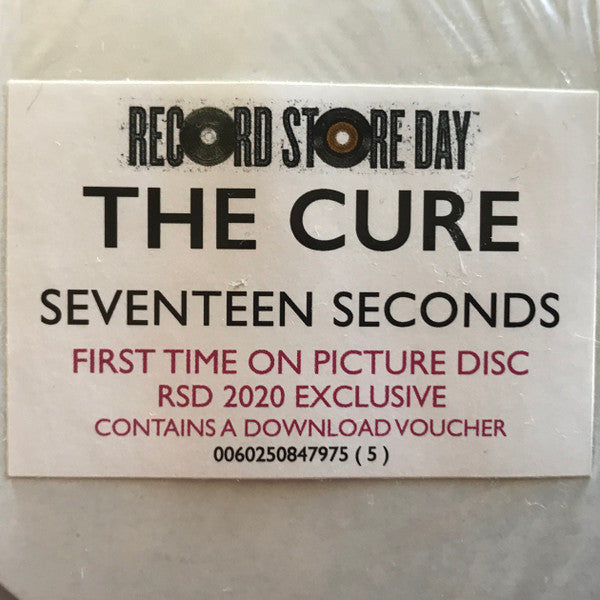 RECORD STORE DAY
THE CURE
SEVENTEEN SECONDS
FIRST TIME ON PICTURE DISC
RSD 2020 EXCLUSIVE
CONTAINS A DOWNLOAD VOUCHER
0060250847975 ( 5 )